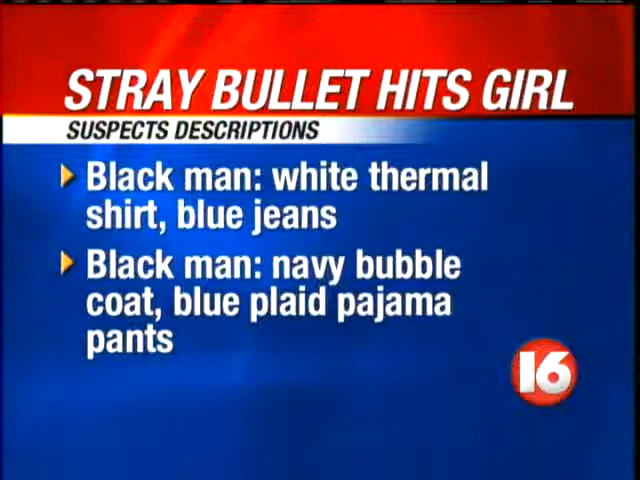 STRAY BULLET HITS GIRL
SUSPECTS DESCRIPTIONS
Black man: white thermal
shirt, blue jeans
Black man: navy bubble
coat, blue plaid pajama
pants
16